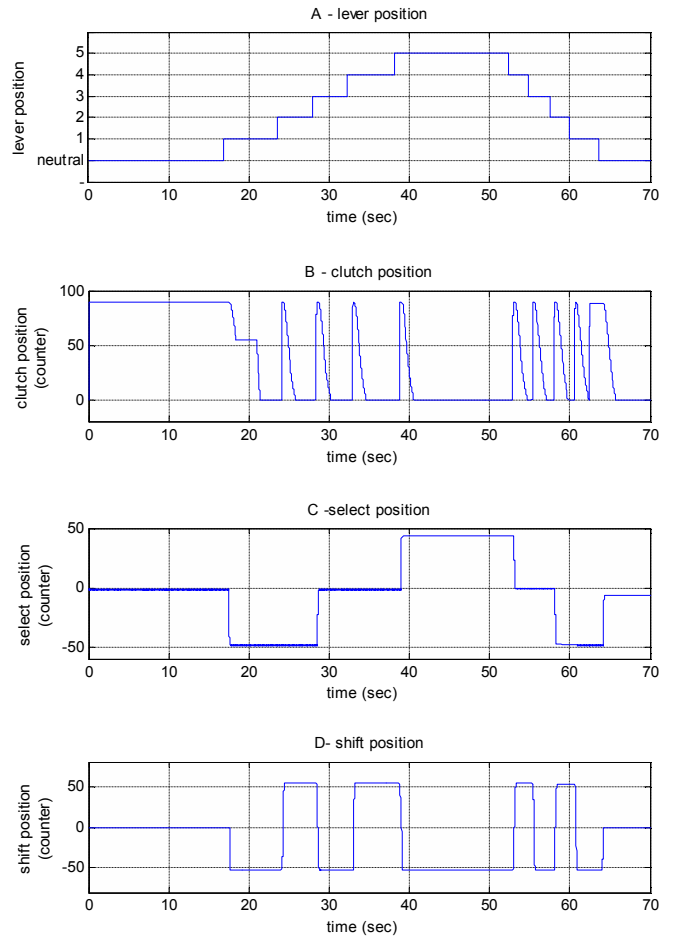 A - lever position
lever position
5
4
3
2
1
neutral
-
0 10 20 30 40 50 60 70
time (sec)
B - clutch position
clutch position
(counter)
100
50
0
0 10 20 30 40 50 60 70
time (sec)
C -select position
select position
(counter)
50
0
-50
0 10 20 30 40 50 60 70
time (sec)
D- shift position
shift position
(counter)
50
0
-50
0 10 20 30 40 50 60 70
time (sec)